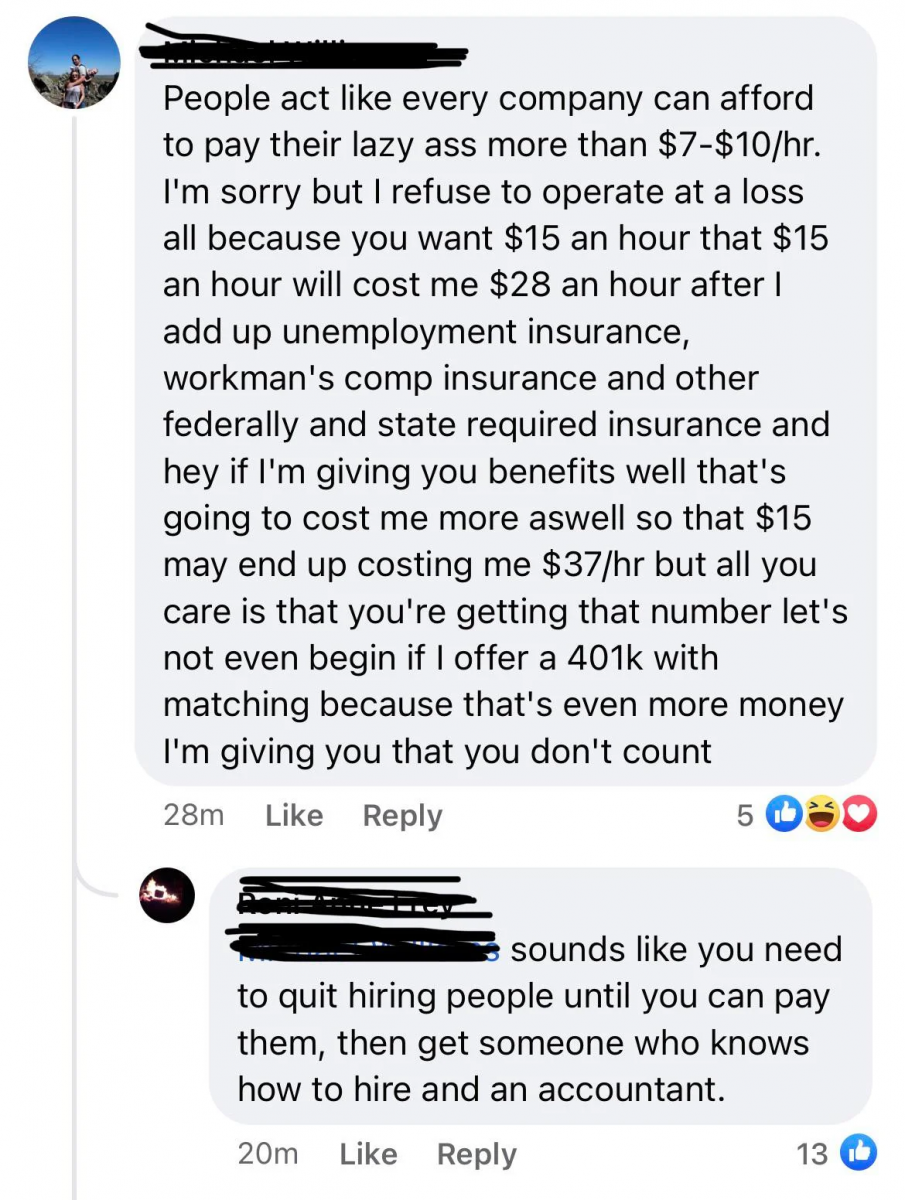 People act like every company can afford
to pay their lazy ass more than $7-$10/hr.
I'm sorry but I refuse to operate at a loss
all because you want $15 an hour that $15
an hour will cost me $28 an hour after I
add up unemployment insurance,
workman's comp insurance and other
federally and state required insurance and
hey if I'm giving you benefits well that's
going to cost me more aswell so that $15
may end up costing me $37/hr but all you
care is that you're getting that number let's
not even begin if I offer a 401k with
matching because that's even more money
I'm giving you that you don't count
28m Like Reply 5
sounds like you need
to quit hiring people until you can pay
them, then get someone who knows
how to hire and an accountant.
20m Like Reply 13